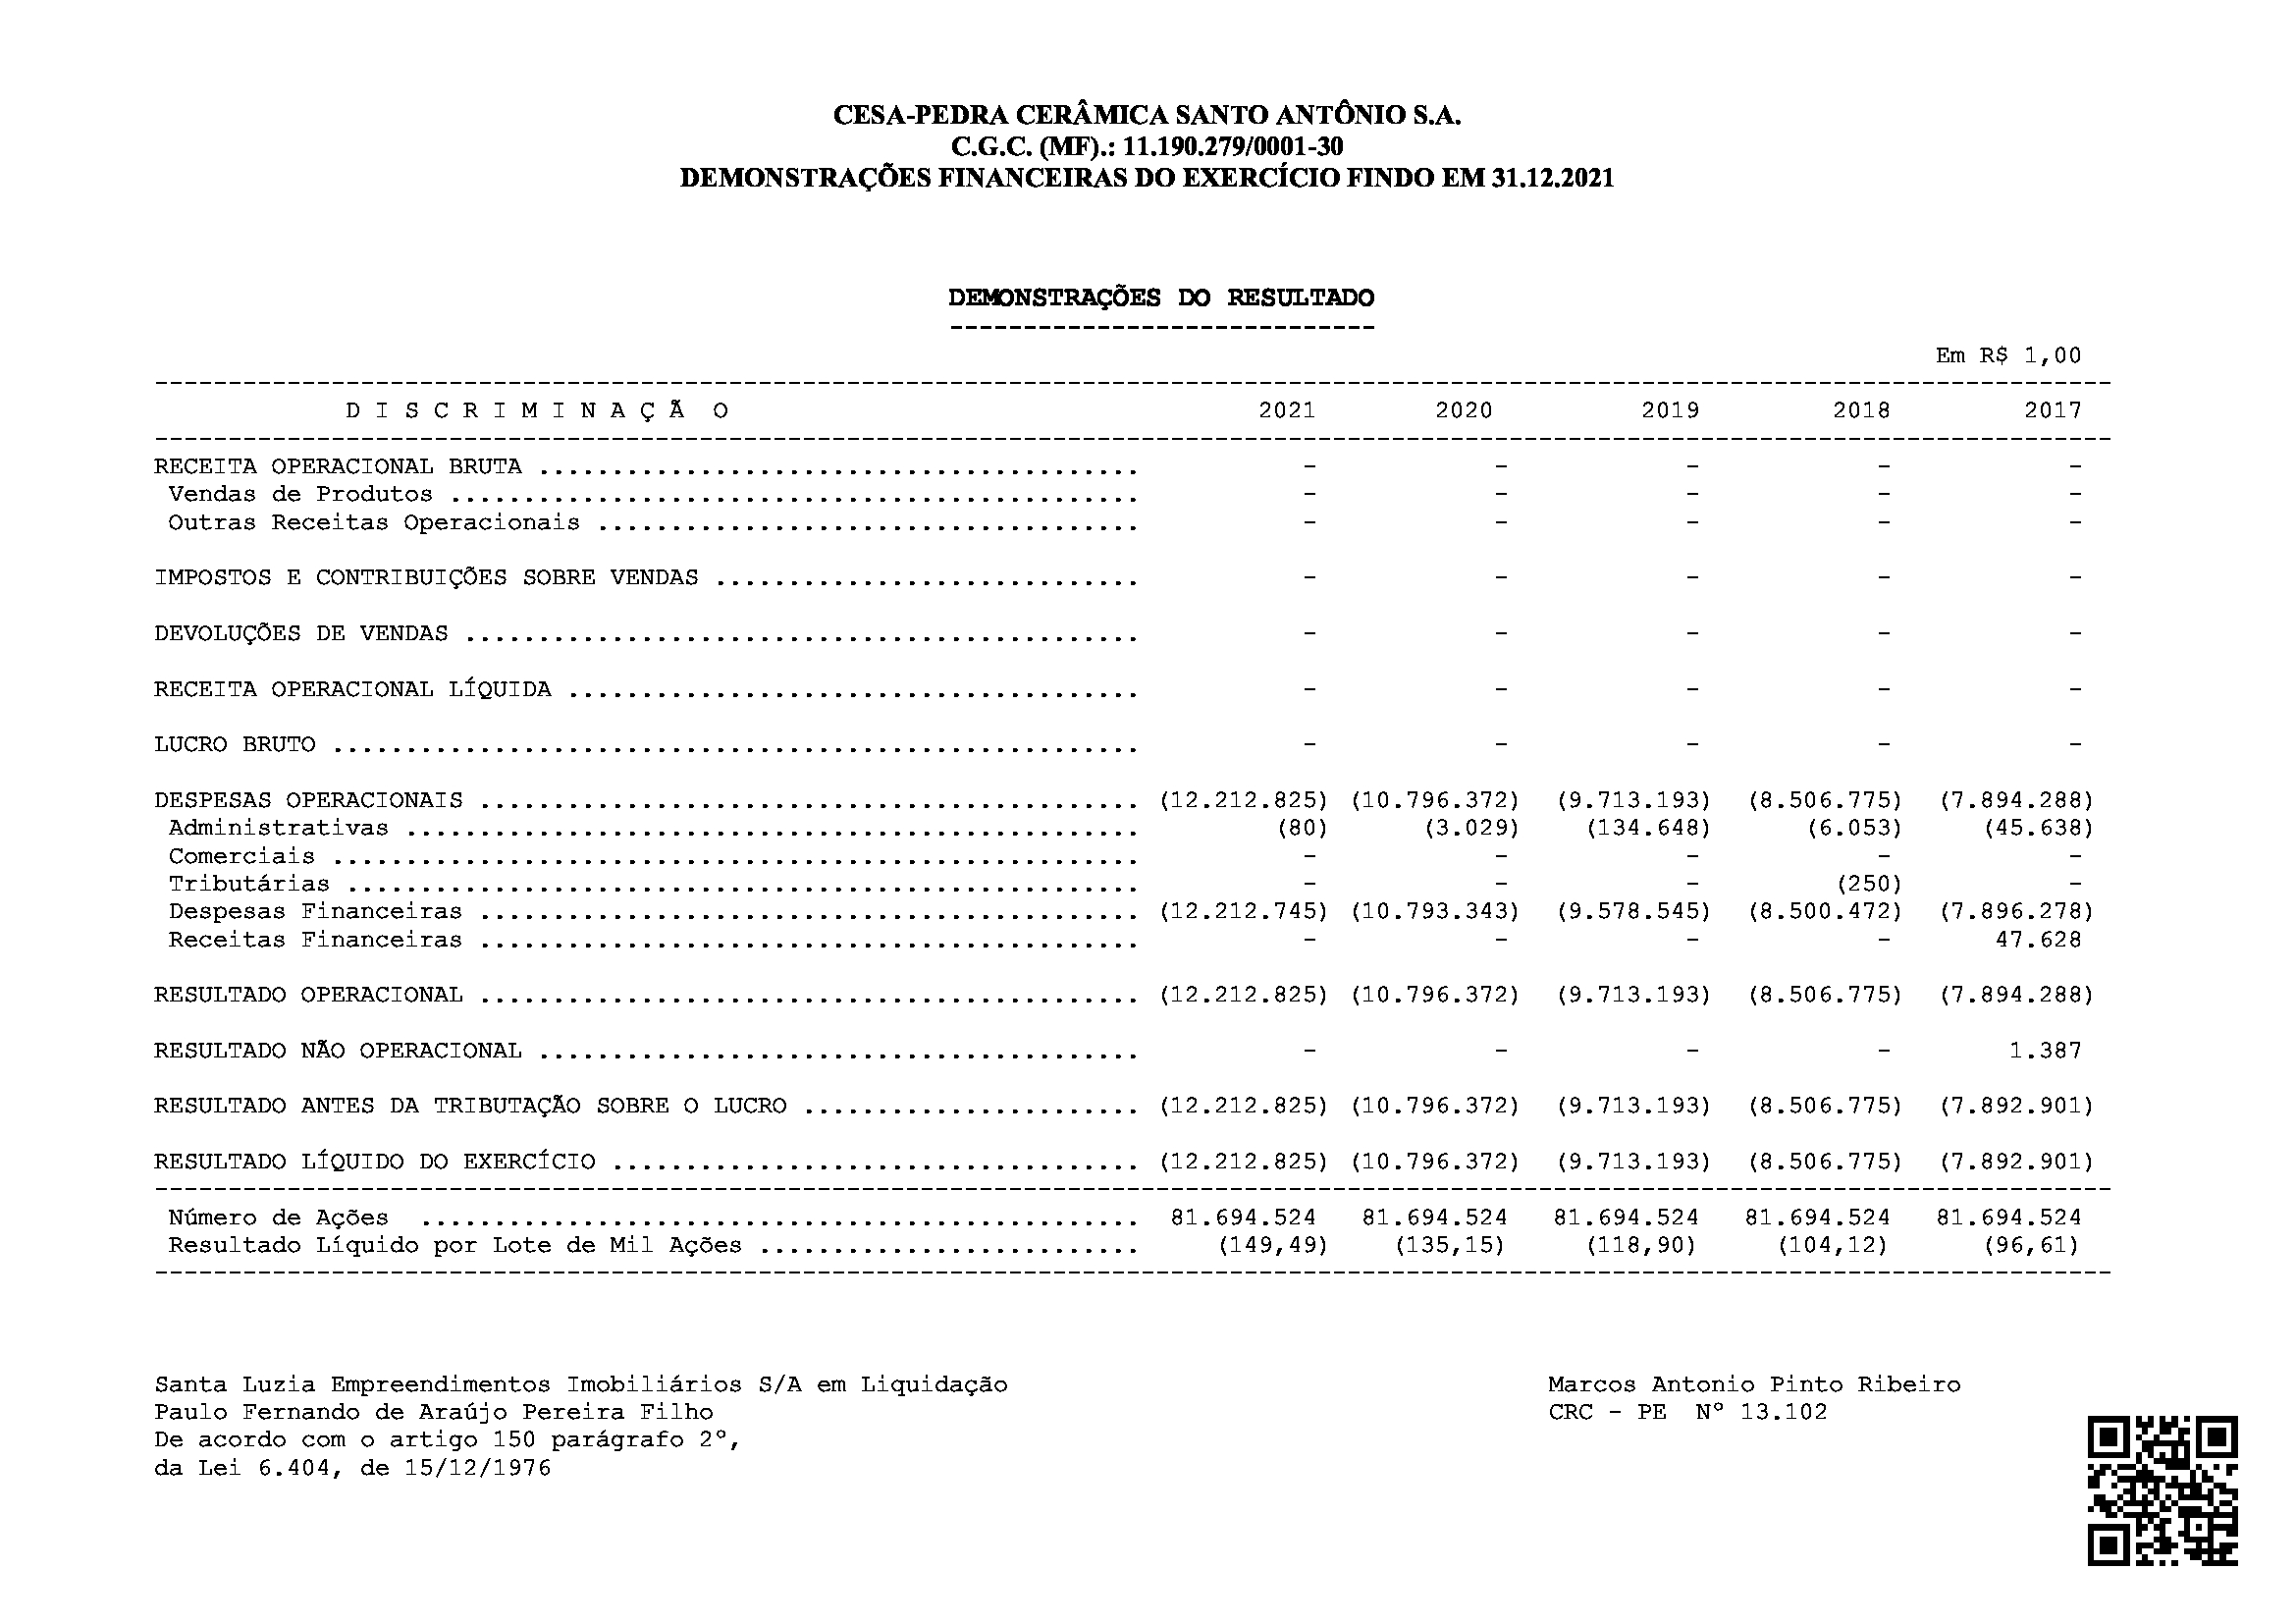 CESA-PEDRA CERÂMICA SANTO ANTÔNIO S.A.
C.G.C. (MF).: 11.190.279/0001-30
DEMONSTRAÇÕES FINANCEIRAS DO EXERCÍCIO FINDO EM 31.12.2021
DEMONSTRAÇÕES DO RESULTADO
-----------------------------
Em R$ 1,00
D I S C R I M I N A Ç Ã O 2021 2020 2019 2018 2017
RECEITA OPERACIONAL BRUTA ......................................... - - - - -
Vendas de Produtos ............................................... - - - - -
Outras Receitas Operacionais ..................................... - - - - -
IMPOSTOS E CONTRIBUIÇÕES SOBRE VENDAS ............................. - - - - -
DEVOLUÇÕES DE VENDAS .............................................. - - - - -
RECEITA OPERACIONAL LÍQUIDA ....................................... - - - - -
LUCRO BRUTO ....................................................... - - - - -
DESPESAS OPERACIONAIS ............................................. (12.212.825) (10.796.372) (9.713.193) (8.506.775) (7.894.288)
Administrativas .................................................. (80) (3.029) (134.648) (6.053) (45.638)
Comerciais ....................................................... - - - - -
Tributárias ...................................................... - - - (250) -
Despesas Financeiras ............................................. (12.212.745) (10.793.343) (9.578.545) (8.500.472) (7.896.278)
Receitas Financeiras ............................................. - - - - 47.628
RESULTADO OPERACIONAL ............................................. (12.212.825) (10.796.372) (9.713.193) (8.506.775) (7.894.288)
RESULTADO NÃO OPERACIONAL ......................................... - - - - 1.387
RESULTADO ANTES DA TRIBUTAÇÃO SOBRE O LUCRO ....................... (12.212.825) (10.796.372) (9.713.193) (8.506.775) (7.892.901)
RESULTADO LÍQUIDO DO EXERCÍCIO .................................... (12.212.825) (10.796.372) (9.713.193) (8.506.775) (7.892.901)
Número de Ações ................................................. 81.694.524 81.694.524 81.694.524 81.694.524 81.694.524
Resultado Líquido por Lote de Mil Ações .......................... (149,49) (135,15) (118,90) (104,12) (96,61)
Santa Luzia Empreendimentos Imobiliários S/A em Liquidação Marcos Antonio Pinto Ribeiro
Paulo Fernando de Araújo Pereira Filho CRC - PE Nº 13.102
De acordo com o artigo 150 parágrafo 2º,
da Lei 6.404, de 15/12/1976